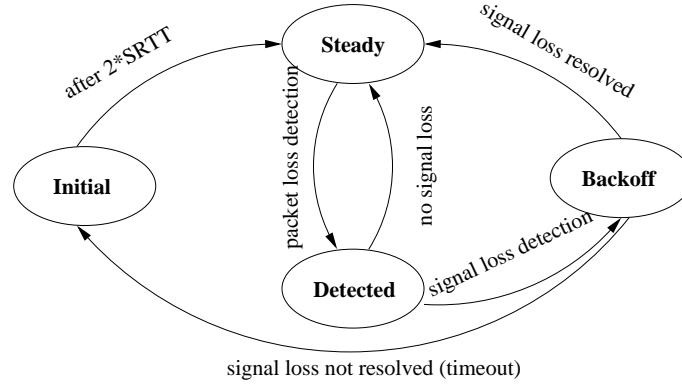 signal loss resolved
Steady
after 2*SRTT
packet loss detection
no signal loss
Initial
Backoff
signal loss detection
Detected
signal loss not resolved (timeout)